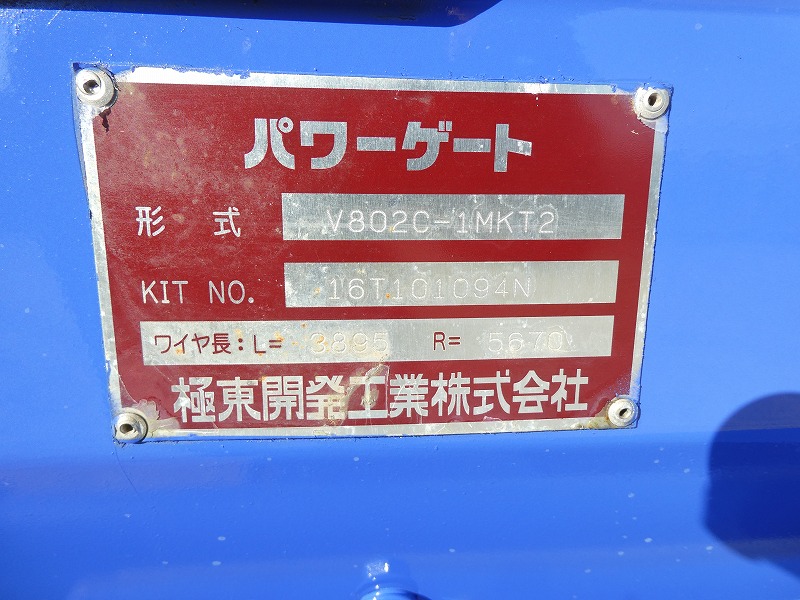 パワーゲート
形式 V802C-1MKT2
KIT NO. 16T101094N
ワイヤ長:L= 3895 R= 5670
極東開発工業株式会社